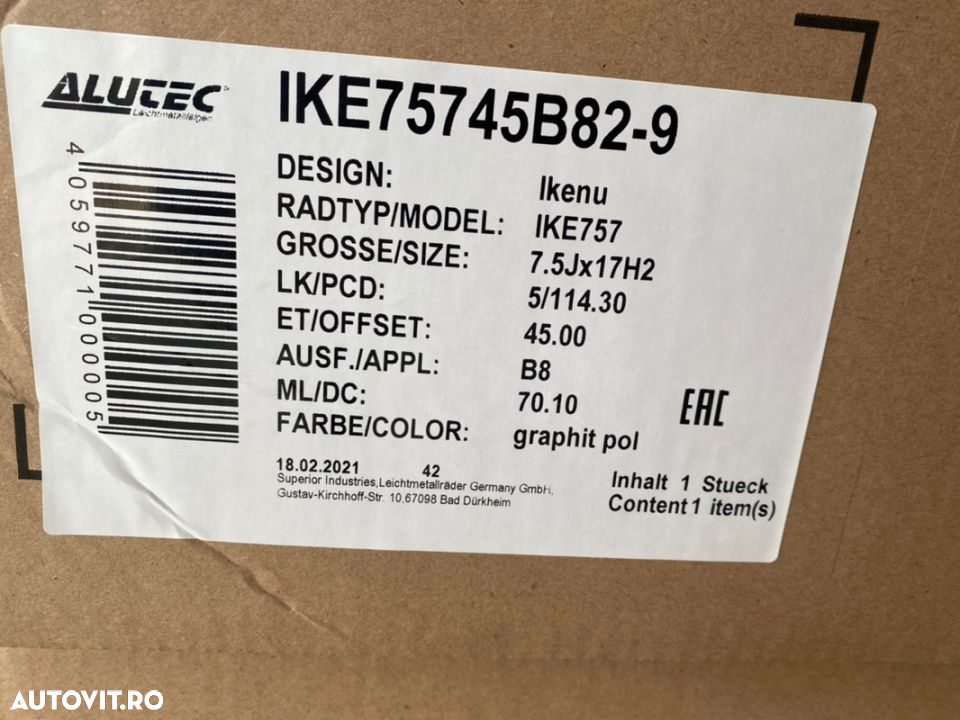 ALUTEC
Leichtmetallfelgen
IKE75745B82-9
4 059771 000005
DESIGN: Ikenu
RADTYP/MODEL: IKE757
GROSSE/SIZE: 7.5Jx17H2
LK/PCD: 5/114.30
ET/OFFSET: 45.00
AUSF./APPL: B8
ML/DC: 70.10
FARBE/COLOR: graphit pol
EAC
18.02.2021 42
Superior Industries,Leichtmetallräder Germany GmbH,
Gustav-Kirchhoff-Str. 10,67098 Bad Dürkheim
Inhalt 1 Stueck
Content 1 item(s)
AUTOVIT.RO